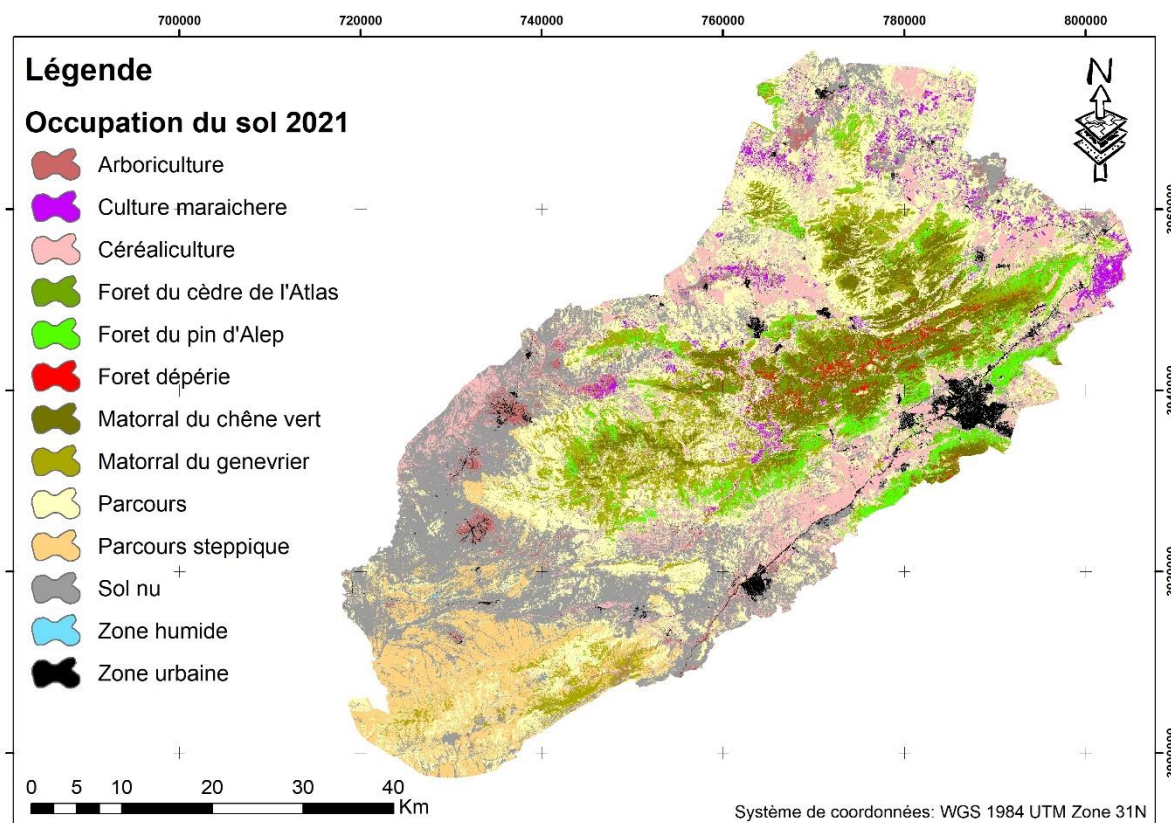 700000 720000 740000 760000 780000 800000
Légende
Occupation du sol 2021
Arboriculture
Culture maraichere
Céréaliculture
Foret du cèdre de l'Atlas
Foret du pin d'Alep
Foret dépérie
Matorral du chêne vert
Matorral du genevrier
Parcours
Parcours steppique
Sol nu
Zone humide
Zone urbaine
N
0 5 10 20 30 40
Km
Système de coordonnées: WGS 1984 UTM Zone 31N